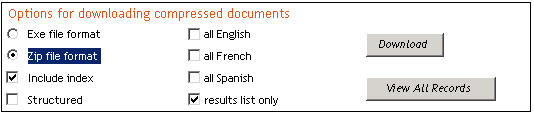 Options for downloading compressed documents
Exe file format
all English
Download
Zip file format
all French
Include index
all Spanish
View All Records
Structured
results list only